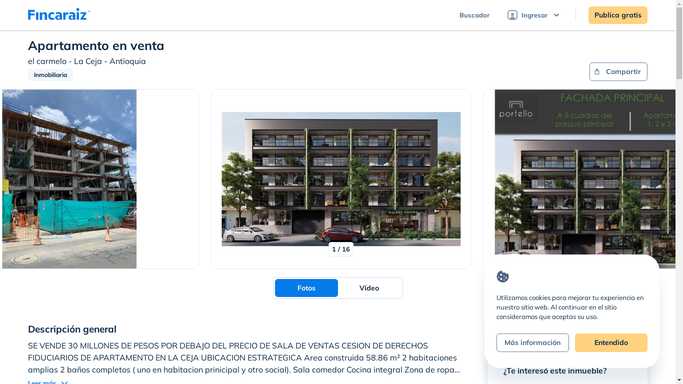 Fincaraiz
Buscador
Ingresar
Publica gratis
Apartamento en venta
el carmelo - La Ceja - Antioquia
Inmobiliaria
Compartir
portello
FACHADA PRINCIPAL
A 3 cuadras del
parque principal
1 / 16
Fotos
Video
Descripción general
SE VENDE 30 MILLONES DE PESOS POR DEBAJO DEL PRECIO DE SALA DE VENTAS CESION DE DERECHOS
FIDUCIARIOS DE APARTAMENTO EN LA CEJA UBICACION ESTRATEGICA Area construida 58.86 m² 2 habitaciones
amplias 2 baños completos ( uno en habitacion prinicipal y otro social). Sala comedor Cocina integral Zona de ropa...
Leer más
Utilizamos cookies para mejorar tu experiencia en
nuestro sitio web. Al continuar en el sitio
consideramos que aceptas su uso.
Más información
Entendido
¿Te interesó este inmueble?